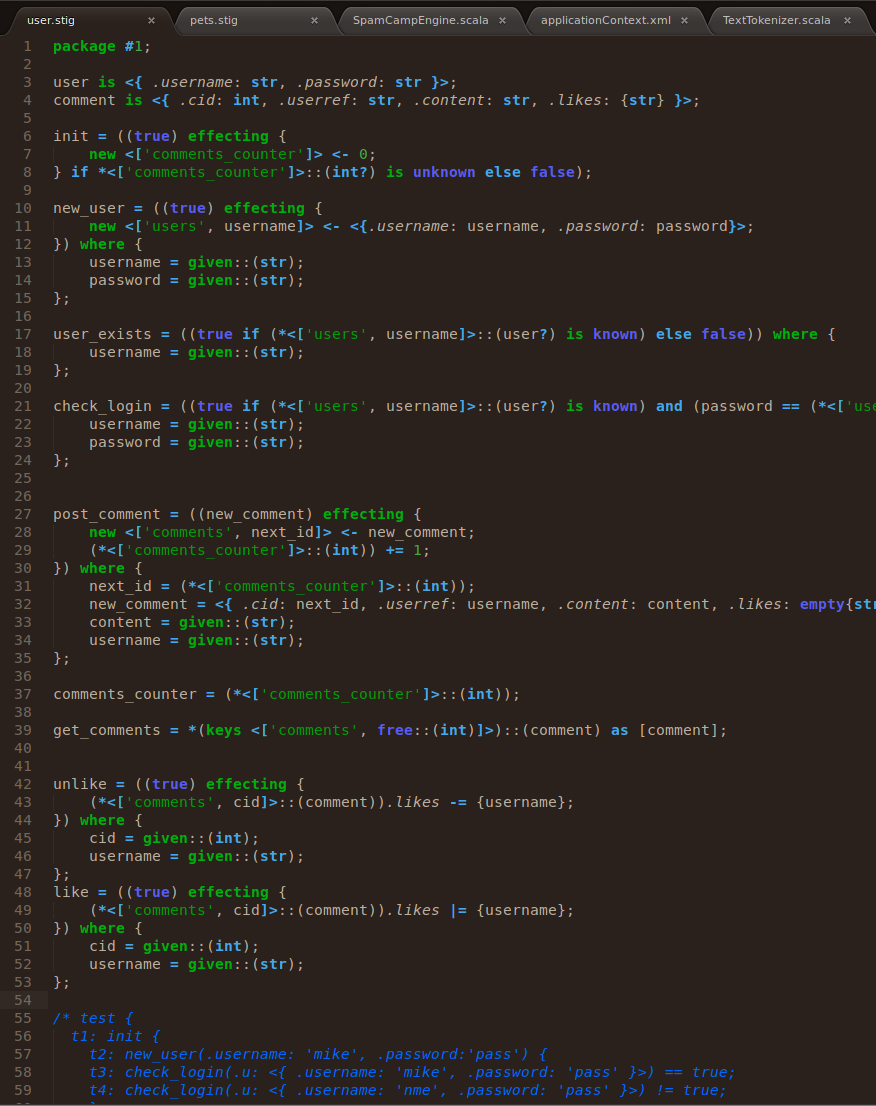 user.stig × pets.stig × SpamCampEngine.scala × applicationContext.xml × TextTokenizer.scala ×
1 package #1;
2
3 user is <{ .username: str, .password: str }>;
4 comment is <{ .cid: int, .userref: str, .content: str, .likes: {str} }>;
5
6 init = ((true) effecting {
7     new <['comments_counter']> <- 0;
8 } if *<['comments_counter']>::(int?) is unknown else false);
9
10 new_user = ((true) effecting {
11     new <['users', username]> <- <{.username: username, .password: password}>;
12 }) where {
13     username = given::(str);
14     password = given::(str);
15 };
16
17 user_exists = ((true if (*<['users', username]>::(user?) is known) else false)) where {
18     username = given::(str);
19 };
20
21 check_login = ((true if (*<['users', username]>::(user?) is known) and (password == (*<['use
22     username = given::(str);
23     password = given::(str);
24 };
25
26
27 post_comment = ((new_comment) effecting {
28     new <['comments', next_id]> <- new_comment;
29     (*<['comments_counter']>::(int)) += 1;
30 }) where {
31     next_id = (*<['comments_counter']>::(int));
32     new_comment = <{ .cid: next_id, .userref: username, .content: content, .likes: empty{str
33     content = given::(str);
34     username = given::(str);
35 };
36
37 comments_counter = (*<['comments_counter']>::(int));
38
39 get_comments = *(keys <['comments', free::(int)]>)::(comment) as [comment];
40
41
42 unlike = ((true) effecting {
43     (*<['comments', cid]>::(comment)).likes -= {username};
44 }) where {
45     cid = given::(int);
46     username = given::(str);
47 };
48 like = ((true) effecting {
49     (*<['comments', cid]>::(comment)).likes |= {username};
50 }) where {
51     cid = given::(int);
52     username = given::(str);
53 };
54
55 /* test {
56   t1: init {
57     t2: new_user(.username: 'mike', .password:'pass') {
58     t3: check_login(.u: <{ .username: 'mike', .password: 'pass' }>) == true;
59     t4: check_login(.u: <{ .username: 'nme', .password: 'pass' }>) != true;